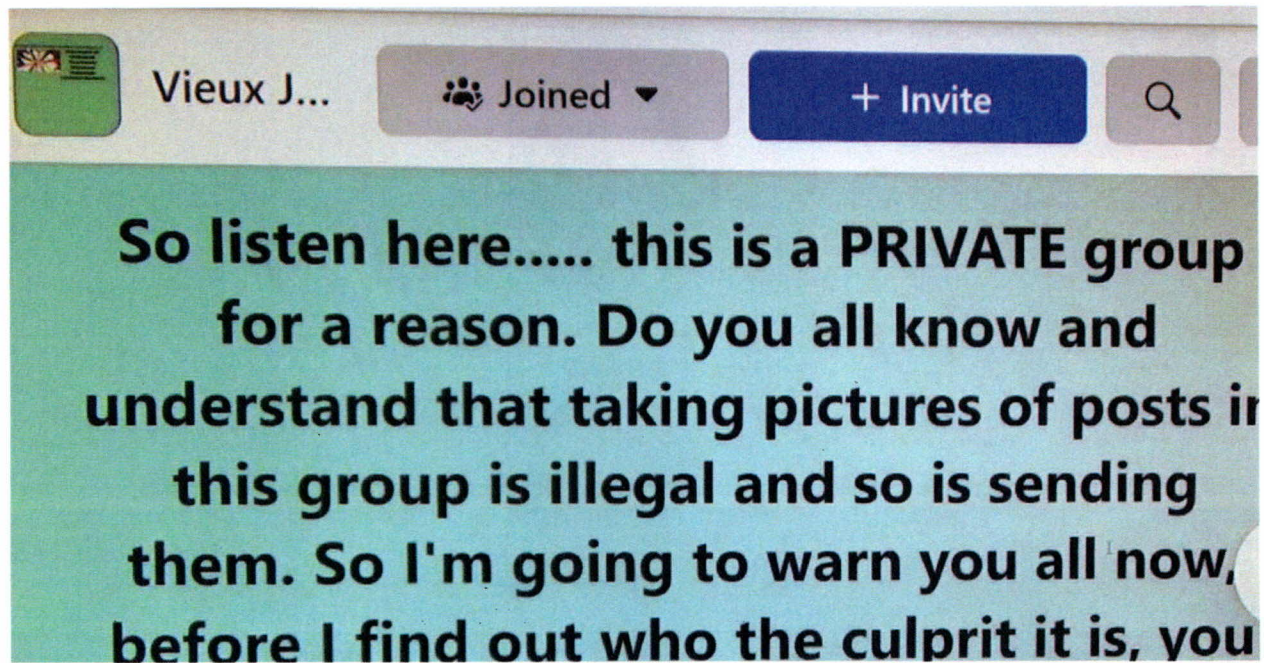 Vieux J...
Joined
+ Invite
So listen here..... this is a PRIVATE group
for a reason. Do you all know and
understand that taking pictures of posts
this group is illegal and so is sending
them. So I'm going to warn you all now,
before I find out who the culprit it is, you